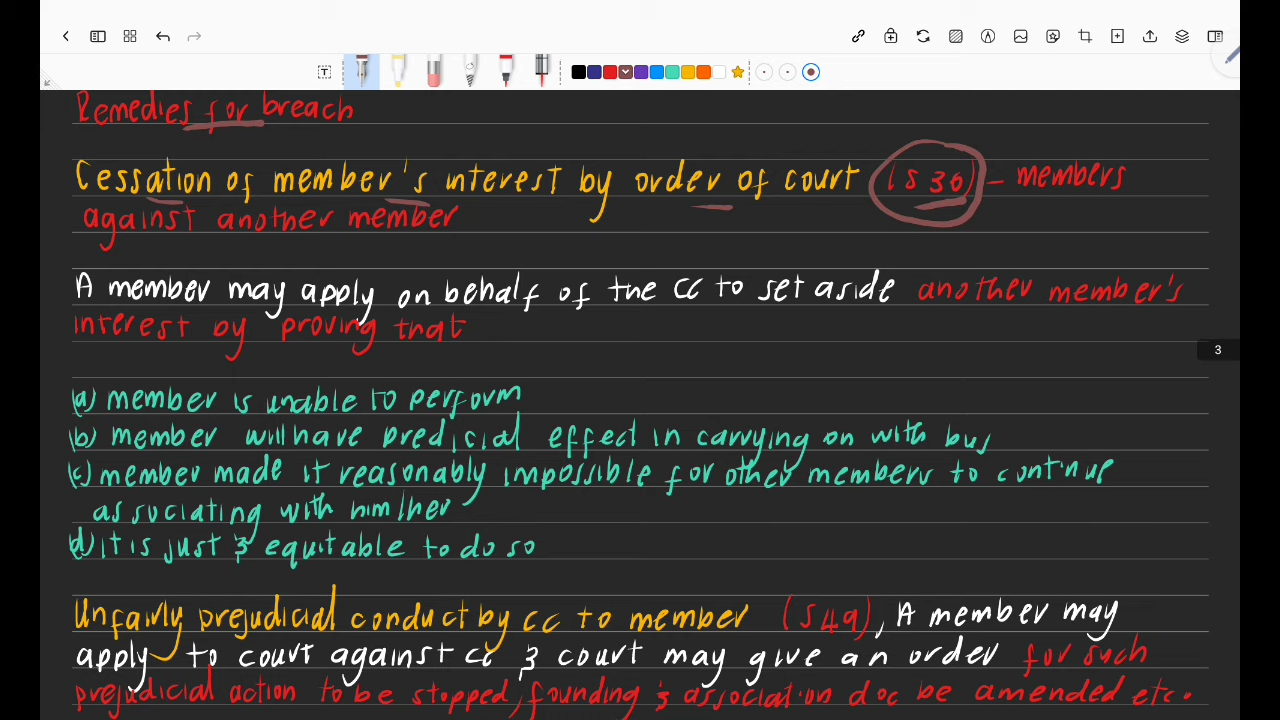 Remedies for breach
Cessation of member's interest by order of court (s 36) - members
against another member
A member may apply on behalf of the CC to set aside another member's
interest by proving that
3
(a) member is unable to perform
(b) member will have predicial effect in carrying on with bus
(c) member made it reasonably impossible for other members to continue
associating with him/her
(d) it is just & equitable to do so
Unfairly prejudicial conduct by CC to member (s 49), A member may
apply to court against CC & court may give an order for such
prejudicial action to be stopped, founding & association doc be amended etc.